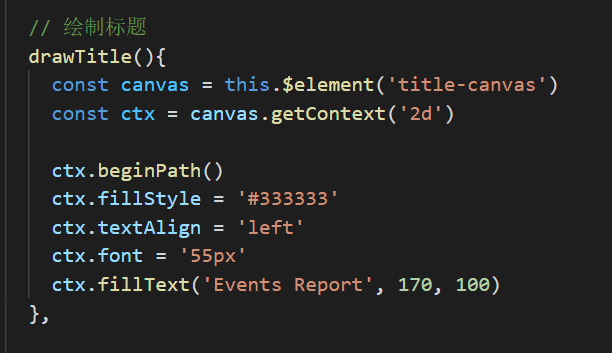 // 绘制标题
drawTitle(){
const canvas = this.$element('title-canvas')
const ctx = canvas.getContext('2d')
ctx.beginPath()
ctx.fillStyle = '#333333'
ctx.textAlign = 'left'
ctx.font = '55px'
ctx.fillText('Events Report', 170, 100)
},